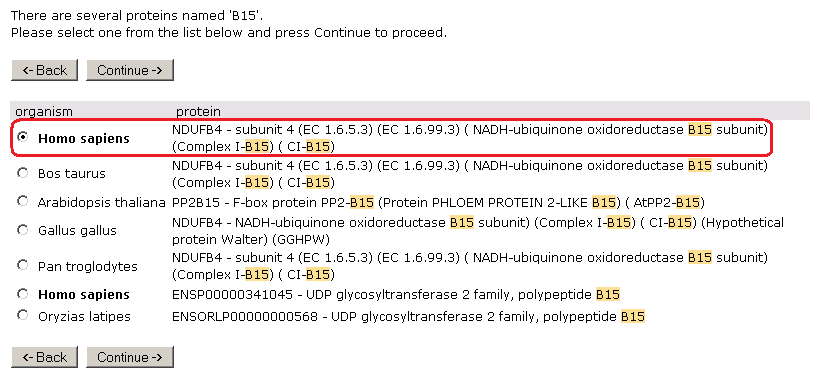 There are several proteins named 'B15'.
Please select one from the list below and press Continue to proceed.
<- Back Continue ->
organism protein
Homo sapiens NDUFB4 - subunit 4 (EC 1.6.5.3) (EC 1.6.99.3) ( NADH-ubiquinone oxidoreductase B15 subunit)
(Complex I-B15) ( CI-B15)
Bos taurus NDUFB4 - subunit 4 (EC 1.6.5.3) (EC 1.6.99.3) ( NADH-ubiquinone oxidoreductase B15 subunit)
(Complex I-B15) ( CI-B15)
Arabidopsis thaliana PP2B15 - F-box protein PP2-B15 (Protein PHLOEM PROTEIN 2-LIKE B15) ( AtPP2-B15)
Gallus gallus NDUFB4 - NADH-ubiquinone oxidoreductase B15 subunit) (Complex I-B15) ( CI-B15) (Hypothetical
protein Walter) (GGHPW)
Pan troglodytes NDUFB4 - subunit 4 (EC 1.6.5.3) (EC 1.6.99.3) ( NADH-ubiquinone oxidoreductase B15 subunit)
(Complex I-B15) ( CI-B15)
Homo sapiens ENSP00000341045 - UDP glycosyltransferase 2 family, polypeptide B15
Oryzias latipes ENSORLP00000000568 - UDP glycosyltransferase 2 family, polypeptide B15
<- Back Continue ->